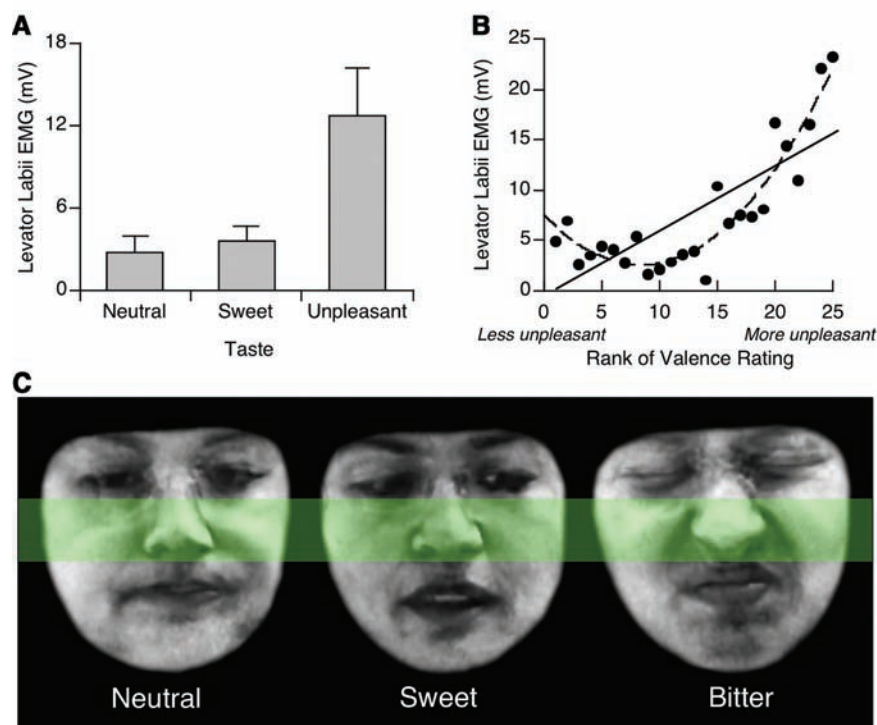 A
Levator Labii EMG (mV)
18
12
6
0
Neutral Sweet Unpleasant
Taste
B
Levator Labii EMG (mV)
25
20
15
10
5
0
0 5 10 15 20 25
Less unpleasant More unpleasant
Rank of Valence Rating
C
Neutral Sweet Bitter